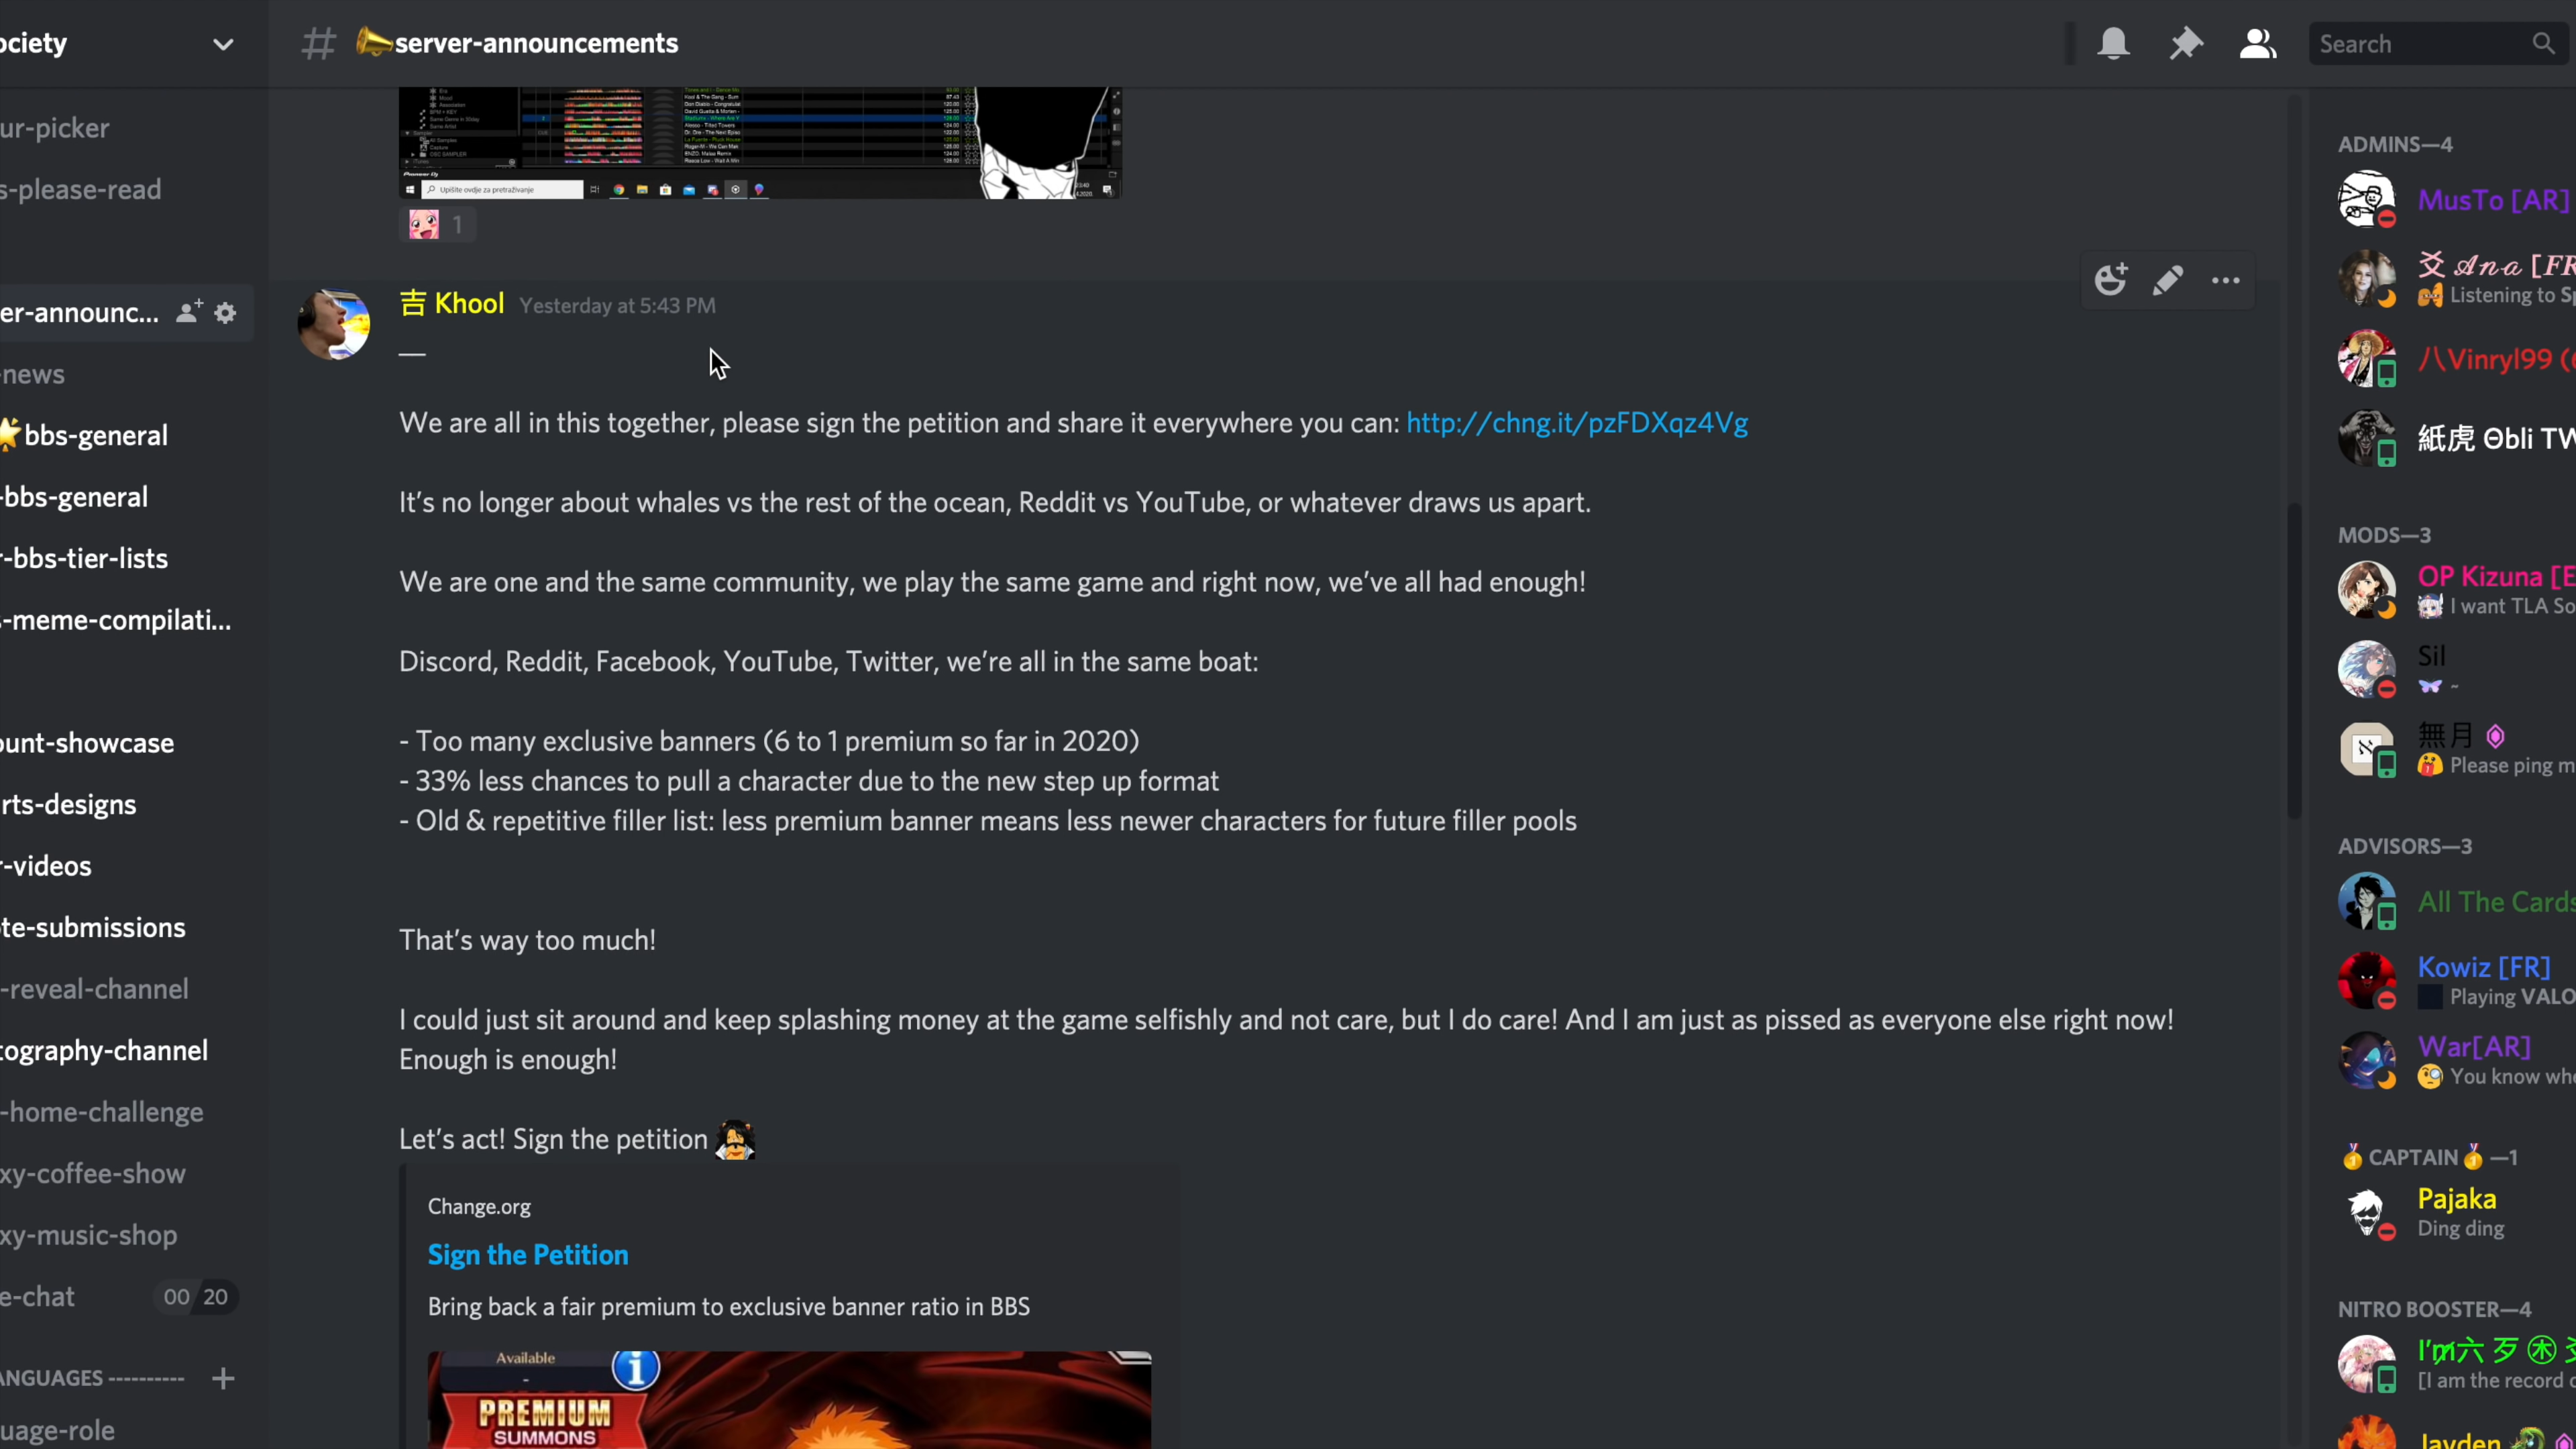 ociety
ur-picker
s-please-read
er-announc...
-news
bbs-general
-bbs-general
r-bbs-tier-lists
s-meme-compilati...
ount-showcase
rts-designs
r-videos
te-submissions
-reveal-channel
tography-channel
-home-challenge
xy-coffee-show
xy-music-shop
e-chat
00 20
ANGUAGES ----------
uage-role
# server-announcements
Search
Upišite ovdje za pretraživanje
1
吉 Khool Yesterday at 5:43 PM
—
We are all in this together, please sign the petition and share it everywhere you can: http://chng.it/pzFDXqz4Vg
It's no longer about whales vs the rest of the ocean, Reddit vs YouTube, or whatever draws us apart.
We are one and the same community, we play the same game and right now, we've all had enough!
Discord, Reddit, Facebook, YouTube, Twitter, we're all in the same boat:
- Too many exclusive banners (6 to 1 premium so far in 2020)
- 33% less chances to pull a character due to the new step up format
- Old & repetitive filler list: less premium banner means less newer characters for future filler pools
That's way too much!
I could just sit around and keep splashing money at the game selfishly and not care, but I do care! And I am just as pissed as everyone else right now!
Enough is enough!
Let's act! Sign the petition
Change.org
Sign the Petition
Bring back a fair premium to exclusive banner ratio in BBS
Available
-
PREMIUM
SUMMONS
ADMINS—4
MusTo [AR]
爻 𝓐𝓷𝓪 [FR
Listening to Sp
八Vinryl99 (
紙虎 Θbli TW
MODS—3
OP Kizuna [E
I want TLA So
Sil
~
無月
Please ping m
ADVISORS—3
All The Cards
Kowiz [FR]
Playing VALO
War[AR]
You know whe
CAPTAIN —1
Pajaka
Ding ding
NITRO BOOSTER—4
I'm六 歹 ㊍
[I am the record o
Jayden